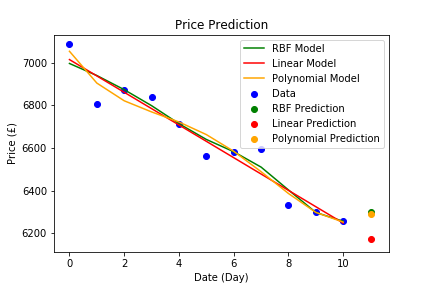 Price Prediction
RBF Model
Linear Model
Polynomial Model
Data
RBF Prediction
Linear Prediction
Polynomial Prediction
Price (£)
7000
6800
6600
6400
6200
0 2 4 6 8 10
Date (Day)